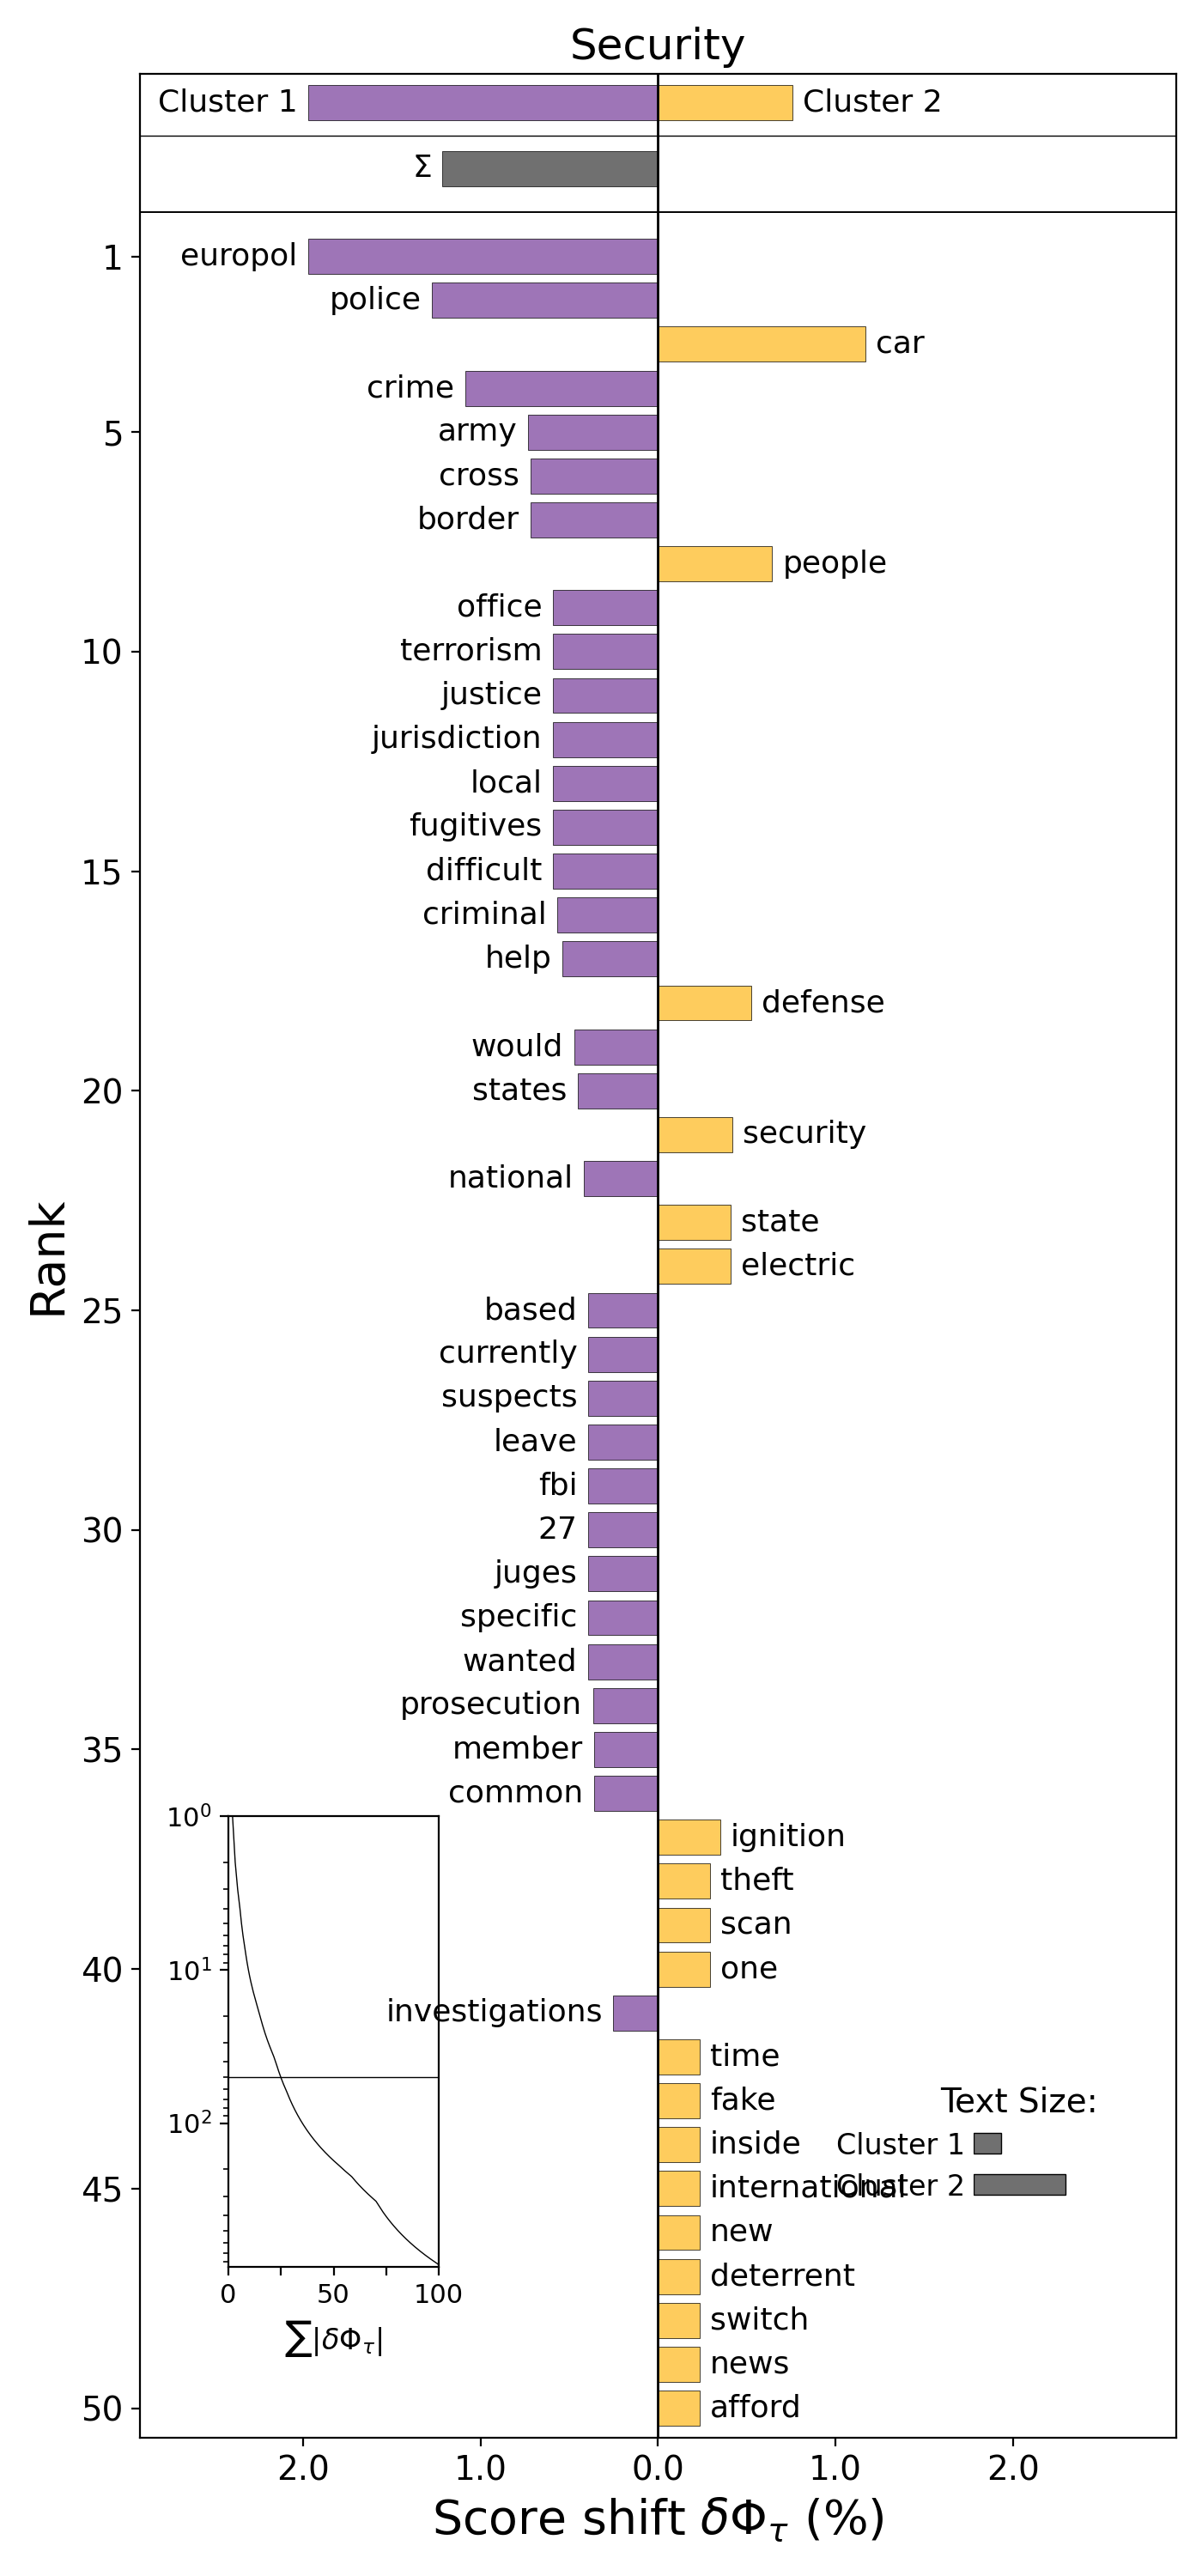 Security
Cluster 1
Cluster 2
Σ
1
europol
police
car
crime
5
army
cross
border
people
office
10
terrorism
justice
jurisdiction
local
fugitives
15
difficult
criminal
help
defense
would
20
states
security
national
state
electric
25
based
currently
suspects
leave
fbi
30
27
juges
specific
wanted
prosecution
35
member
common
ignition
theft
scan
40
one
investigations
time
fake
inside
45
international
new
deterrent
switch
news
50
afford
Rank
10⁰
10¹
10²
0 50 100
∑|δΦτ|
Text Size:
Cluster 1
Cluster 2
2.0 1.0 0.0 1.0 2.0
Score shift δΦτ (%)